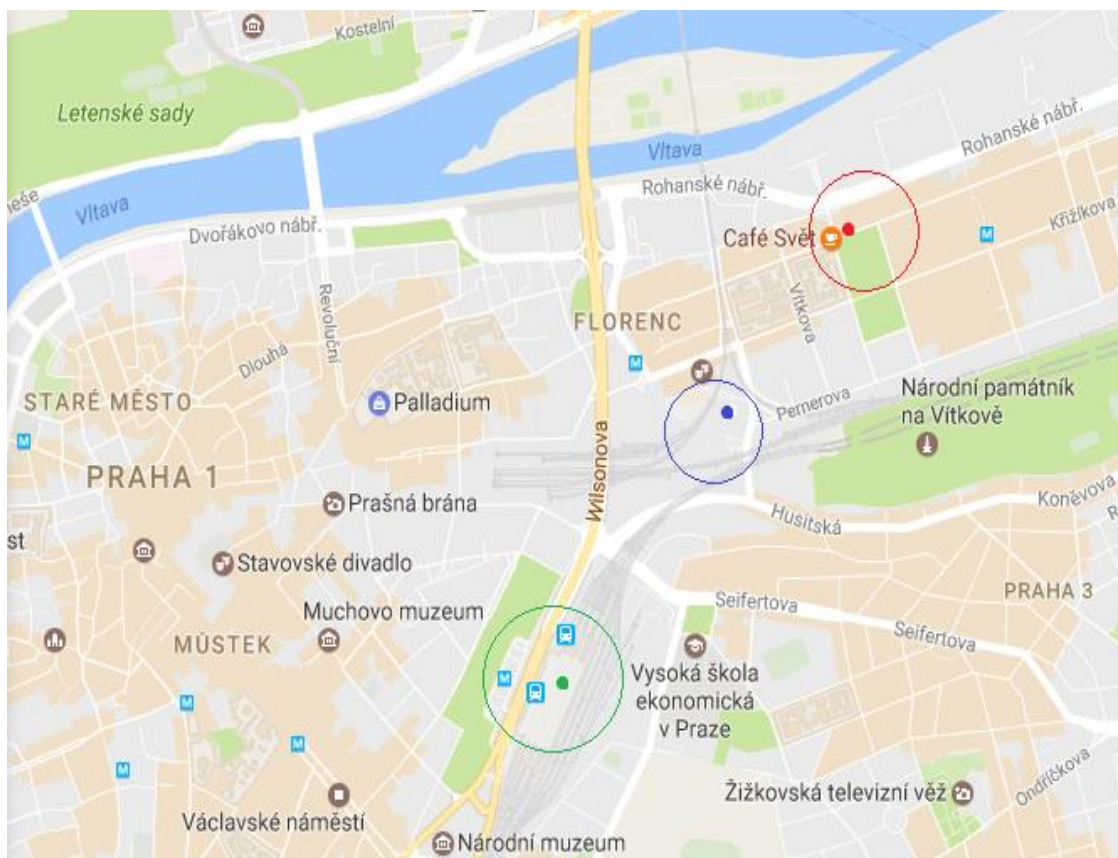 Kostelní
Letenské sady
Vltava
Rohanské nábř.
Vltava
Rohanské nábř.
Dvořákovo nábř.
Café Svět
Křižíkova
M
Revoluční
Vítkova
FLORENC
M
Dlouhá
STARÉ MĚSTO
Palladium
Pernerova
Národní památník
na Vítkově
M
PRAHA 1
Wilsonova
Prašná brána
Koněvova
Husitská
st
Stavovské divadlo
PRAHA 3
Muchovo muzeum
Seifertova
Seifertova
MŮSTEK
M
Vysoká škola
ekonomická
v Praze
M
M
M
Žižkovská televizní věž
Ondříčkova
Václavské náměstí
Národní muzeum